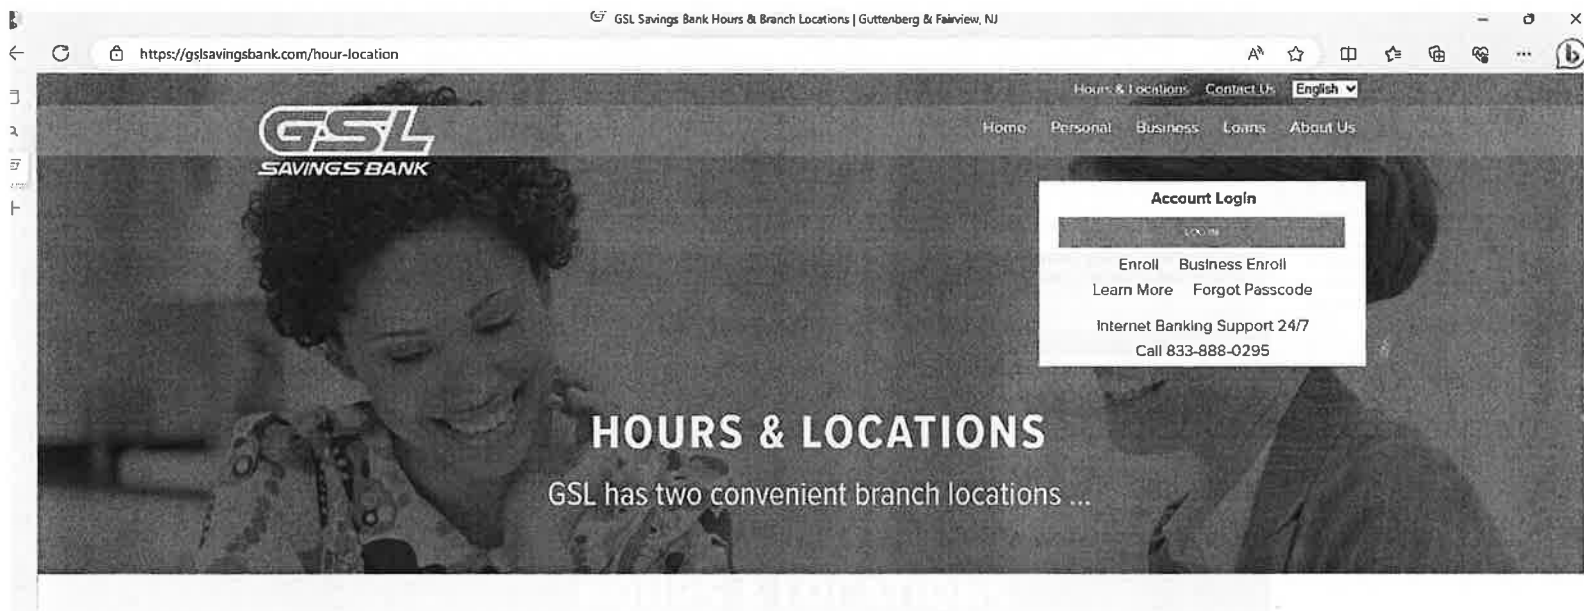 GSL Savings Bank Hours & Branch Locations | Guttenberg & Fairview, NJ
https://gslsavingsbank.com/hour-location
Hours & Locations Contact Us English
GSL
SAVINGS BANK
Home Personal Business Loans About Us
Account Login
LOG IN
Enroll Business Enroll
Learn More Forgot Passcode
Internet Banking Support 24/7
Call 833-888-0295
HOURS & LOCATIONS
GSL has two convenient branch locations ...